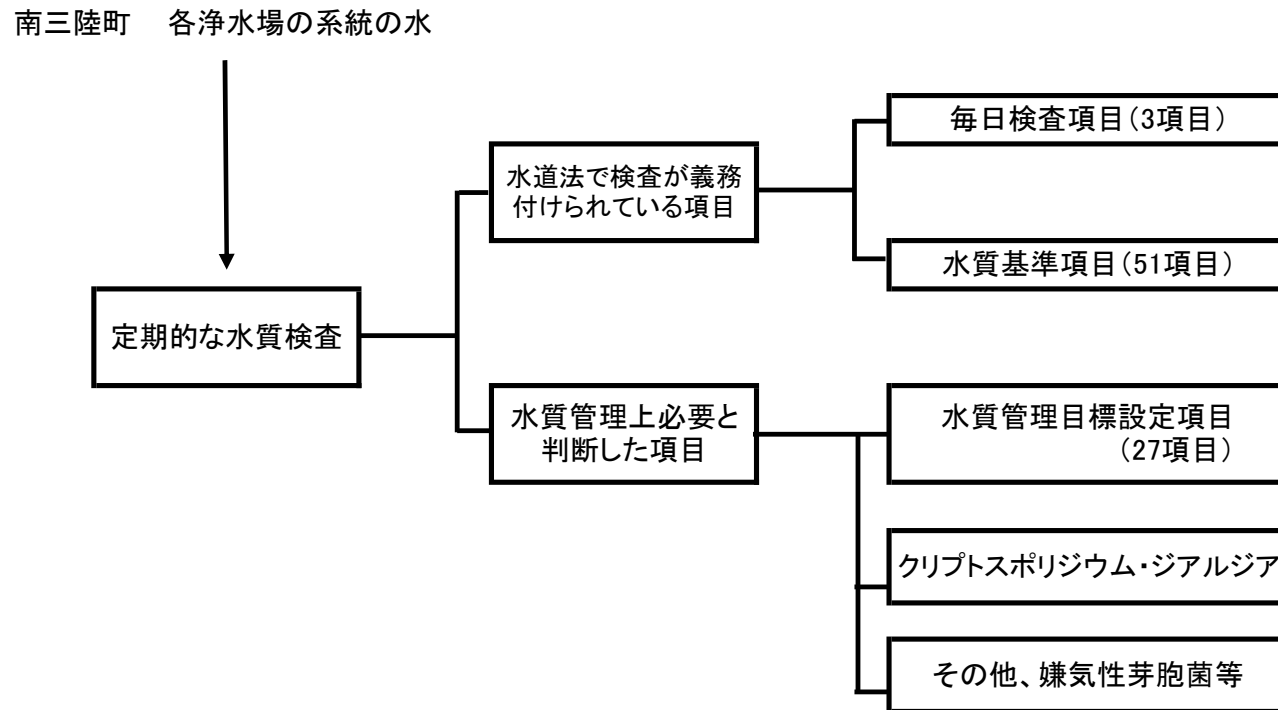 南三陸町　各浄水場の系統の水
毎日検査項目（3項目）
水道法で検査が義務
付けられている項目
水質基準項目（51項目）
定期的な水質検査
水質管理上必要と
判断した項目
水質管理目標設定項目
（27項目）
クリプトスポリジウム・ジアルジア
その他、嫌気性芽胞菌等